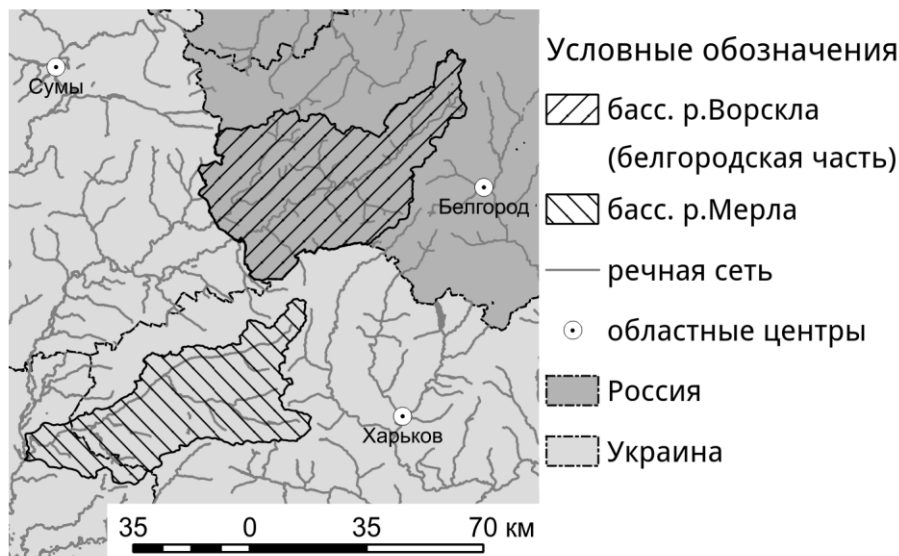 Сумы
Белгород
Харьков
35 0 35 70 км
Условные обозначения
басс. р.Ворскла
(белгородская часть)
басс. р.Мерла
речная сеть
областные центры
Россия
Украина